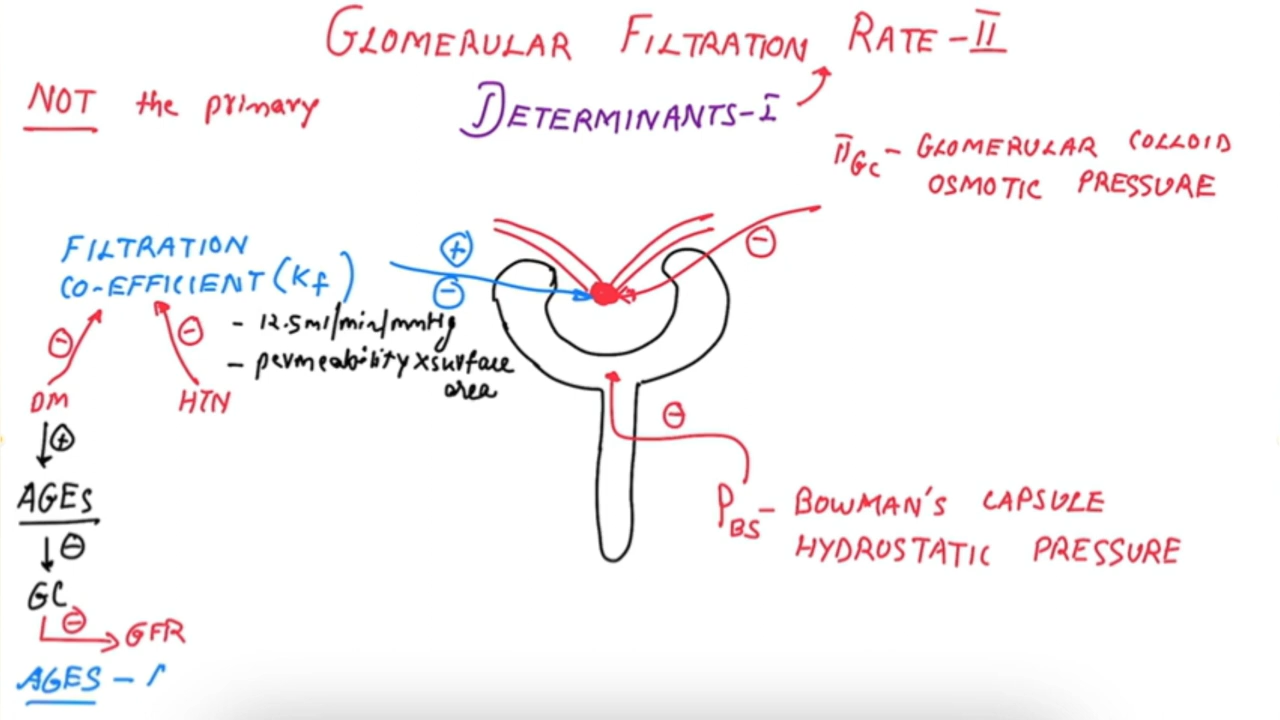 GLOMERULAR FILTRATION RATE-II
NOT the primary
DETERMINANTS-I
πGC - GLOMERULAR COLLOID
OSMOTIC PRESSURE
FILTRATION
CO-EFFICIENT (Kf)
+
-
-
- 12.5ml/min/mmHg
- permeability x surface
area
-
-
DM
HTN
+
AGES
-
GC
-
GFR
AGES -
-
PBS - BOWMAN'S CAPSULE
HYDROSTATIC PRESSURE